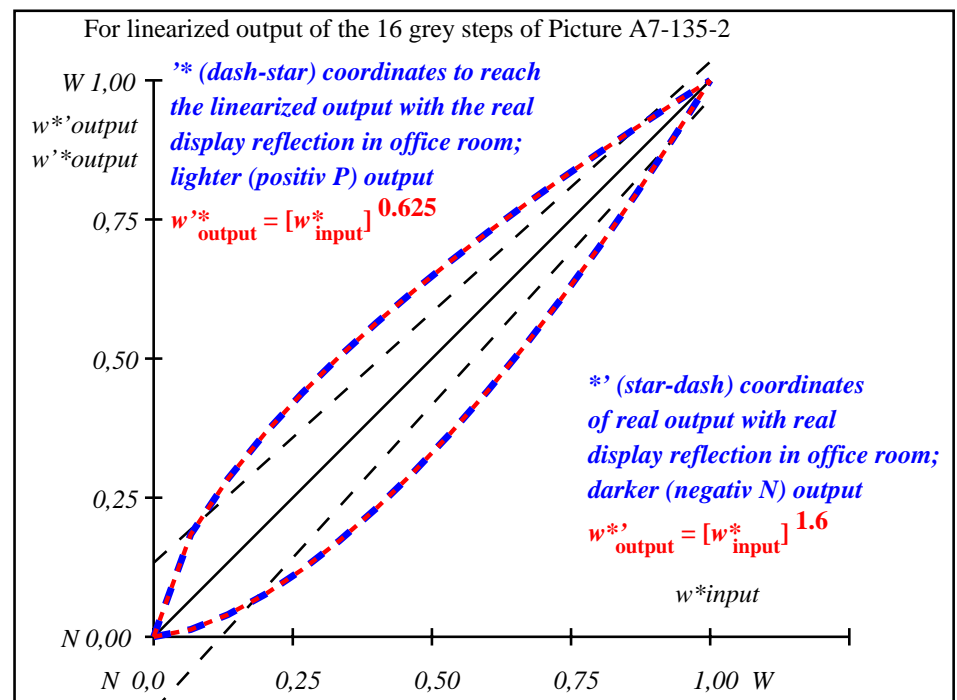 For linearized output of the 16 grey steps of Picture A7-135-2
’* (dash-star) coordinates to reach
the linearized output with the real
display reflection in office room;
lighter (positiv P) output
w’*output = [w*input] 0.625
W 1,00
w*’output
w’*output
0,75
0,50
0,25
N 0,00
*’ (star-dash) coordinates
of real output with real
display reflection in office room;
darker (negativ N) output
w*’output = [w*input] 1.6
w*input
N 0,0 0,25 0,50 0,75 1,00 W